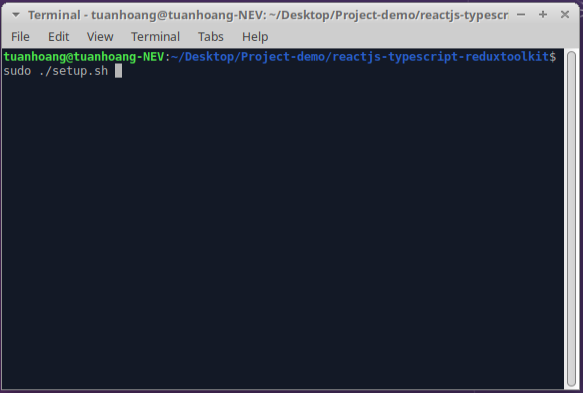 Terminal - tuanhoang@tuanhoang-NEV: ~/Desktop/Project-demo/reactjs-typescr
File Edit View Terminal Tabs Help
tuanhoang@tuanhoang-NEV:~/Desktop/Project-demo/reactjs-typescript-reduxtoolkit$
sudo ./setup.sh